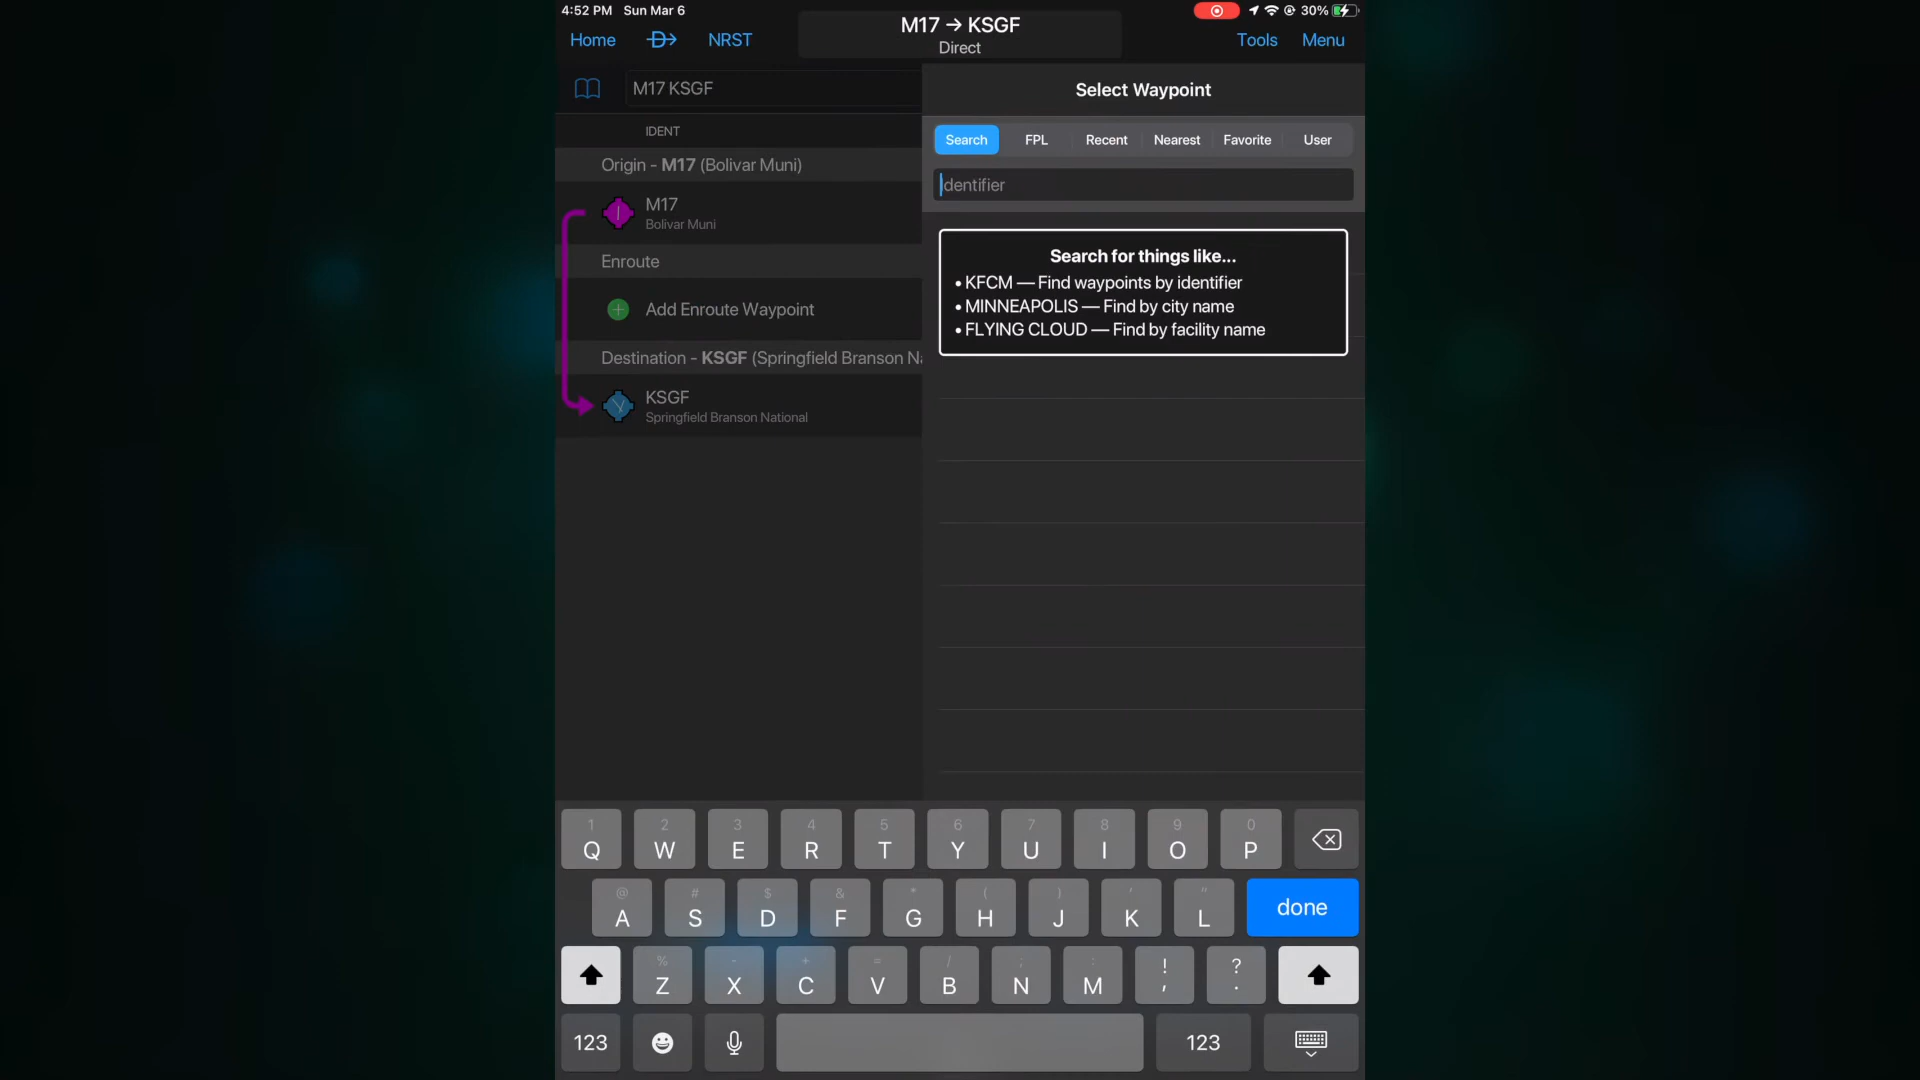 4:52 PM Sun Mar 6
30%
Home
NRST
M17 → KSGF
Direct
Tools
Menu
M17 KSGF
IDENT
Origin - M17 (Bolivar Muni)
M17
Bolivar Muni
Enroute
Add Enroute Waypoint
Destination - KSGF (Springfield Branson Na
KSGF
Springfield Branson National
Select Waypoint
Search FPL Recent Nearest Favorite User
Identifier
Search for things like...
• KFCM — Find waypoints by identifier
• MINNEAPOLIS — Find by city name
• FLYING CLOUD — Find by facility name
1 2 3 4 5 6 7 8 9 0
Q W E R T Y U I O P
@ # $ & * ( ) ' "
A S D F G H J K L
done
% - + = / ; : ! ?
Z X C V B N M , .
123
123